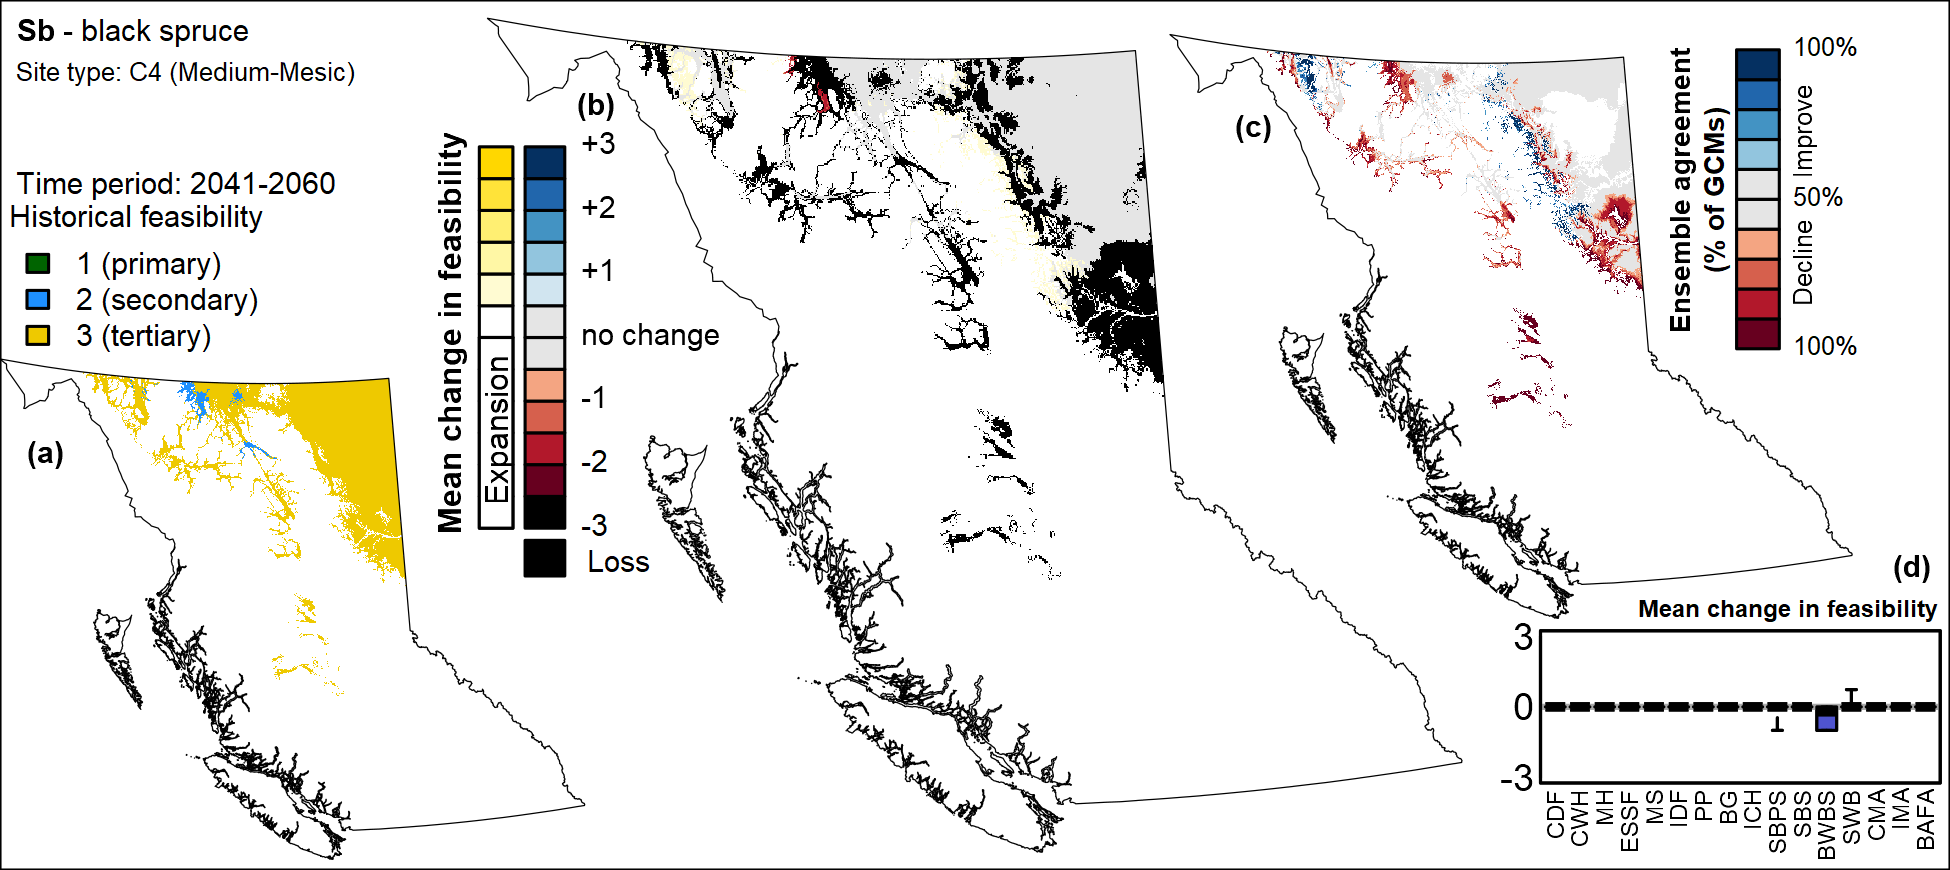 Sb - black spruce
Site type: C4 (Medium-Mesic)
Time period: 2041-2060
Historical feasibility
1 (primary)
2 (secondary)
3 (tertiary)
(a)
Mean change in feasibility
Expansion
+3
+2
+1
no change
-1
-2
-3
Loss
(b)
(c)
Ensemble agreement
(% of GCMs)
100%
Improve
50%
Decline
100%
(d)
Mean change in feasibility
3
0
-3
CDF
CWH
MH
ESSF
MS
IDF
PP
BG
ICH
SBPS
SBS
BWBS
SWB
CMA
IMA
BAFA